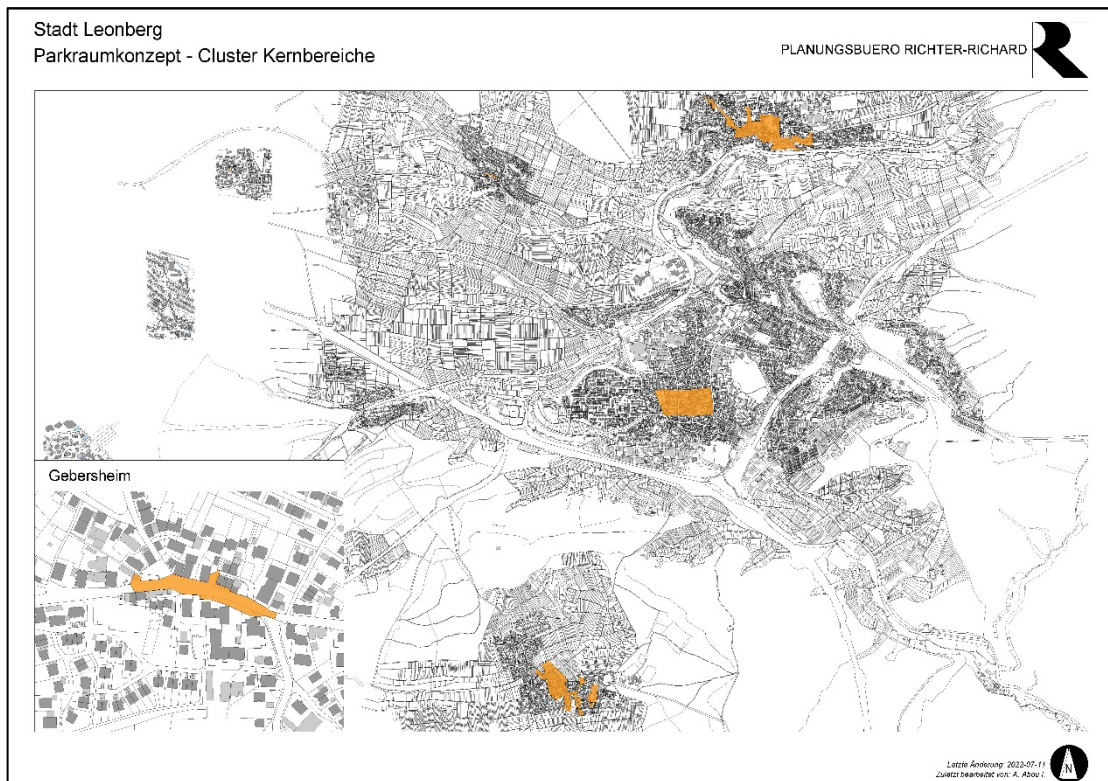 Stadt Leonberg
Parkraumkonzept - Cluster Kernbereiche
PLANUNGSBUERO RICHTER-RICHARD
Gebersheim
Letzte Änderung: 2022-07-11
Zuletzt bearbeitet von: A. Abou I.
N